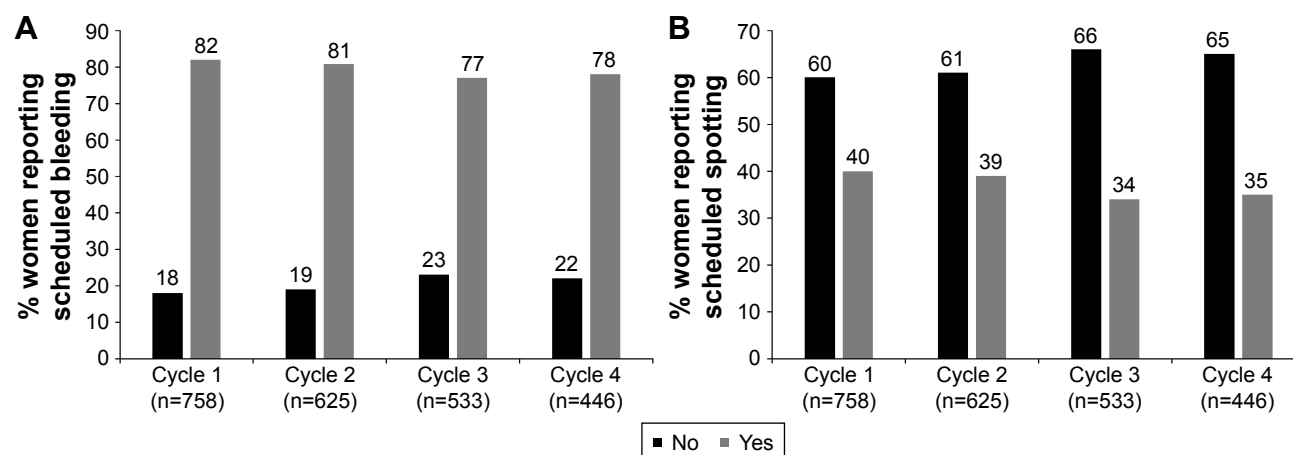 A
% women reporting
scheduled bleeding
90
80
70
60
50
40
30
20
10
0
82
81
77
78
18
19
23
22
Cycle 1
(n=758)
Cycle 2
(n=625)
Cycle 3
(n=533)
Cycle 4
(n=446)
B
% women reporting
scheduled spotting
70
60
50
40
30
20
10
0
60
61
66
65
40
39
34
35
Cycle 1
(n=758)
Cycle 2
(n=625)
Cycle 3
(n=533)
Cycle 4
(n=446)
No Yes